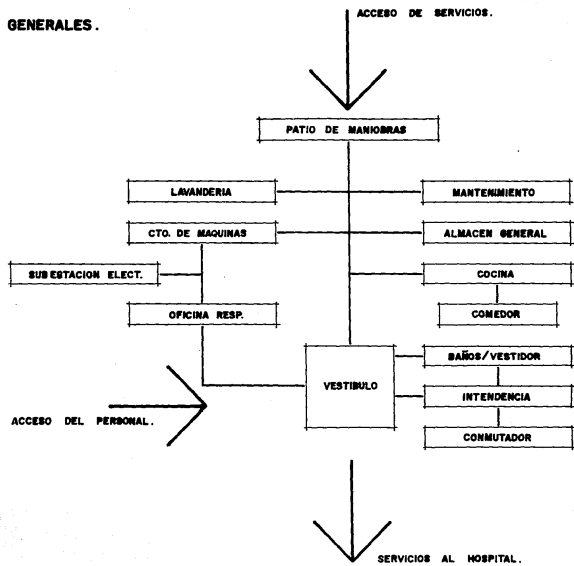 ACCESO DE SERVICIOS.
GENERALES.
PATIO DE MANIOBRAS
LAVANDERIA
MANTENIMIENTO
CTO. DE MAQUINAS
ALMACEN GENERAL
SUBESTACION ELECT.
COCINA
OFICINA RESP.
COMEDOR
BAÑOS/VESTIDOR
VESTIBULO
INTENDENCIA
ACCESO DEL PERSONAL.
CONMUTADOR
SERVICIOS AL HOSPITAL.